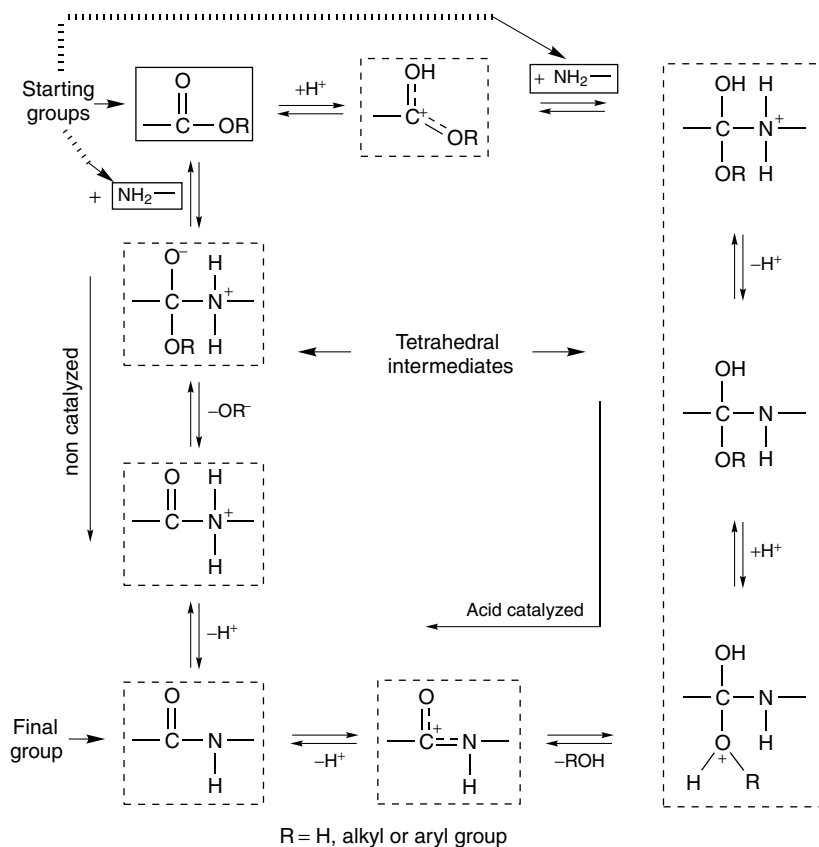 Starting
groups
O
C
OR
+H⁺
OH
C⁺
OR
+ NH₂
+ NH₂
OH H
C N⁺
OR H
−H⁺
O⁻ H
C N⁺
OR H
Tetrahedral
intermediates
non catalyzed
−OR⁻
OH
C N
OR H
+H⁺
O H
C N⁺
H
−H⁺
Acid catalyzed
OH
C N
O⁺ H
H R
Final
group
O
C N
H
−H⁺
O
C⁺ N
H
−ROH
R = H, alkyl or aryl group